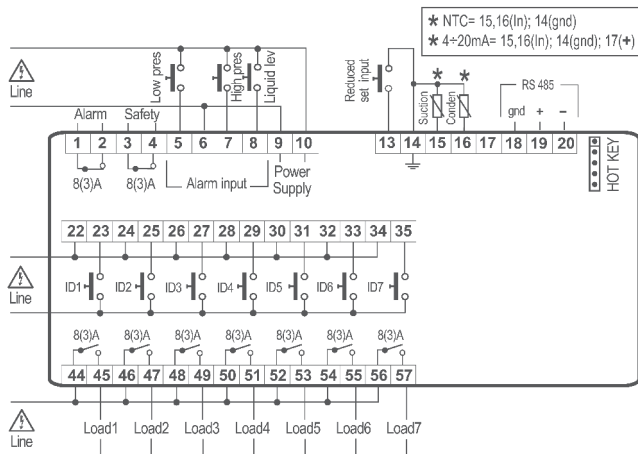 * NTC= 15,16(In); 14(gnd)
* 4÷20mA= 15,16(In); 14(gnd); 17(+)
Line
Low pres
High pres
Liquid lev
Reduced
set input
*
*
RS 485
Alarm
Safety
Suction
Conden
gnd
+
–
1 2 3 4 5 6 7 8 9 10
13 14 15 16 17 18 19 20
8(3)A
8(3)A
Alarm input
Power
Supply
HOT KEY
22 23 24 25 26 27 28 29 30 31 32 33 34 35
Line
ID1 ID2 ID3 ID4 ID5 ID6 ID7
8(3)A 8(3)A 8(3)A 8(3)A 8(3)A 8(3)A 8(3)A
44 45 46 47 48 49 50 51 52 53 54 55 56 57
Line
Load1 Load2 Load3 Load4 Load5 Load6 Load7